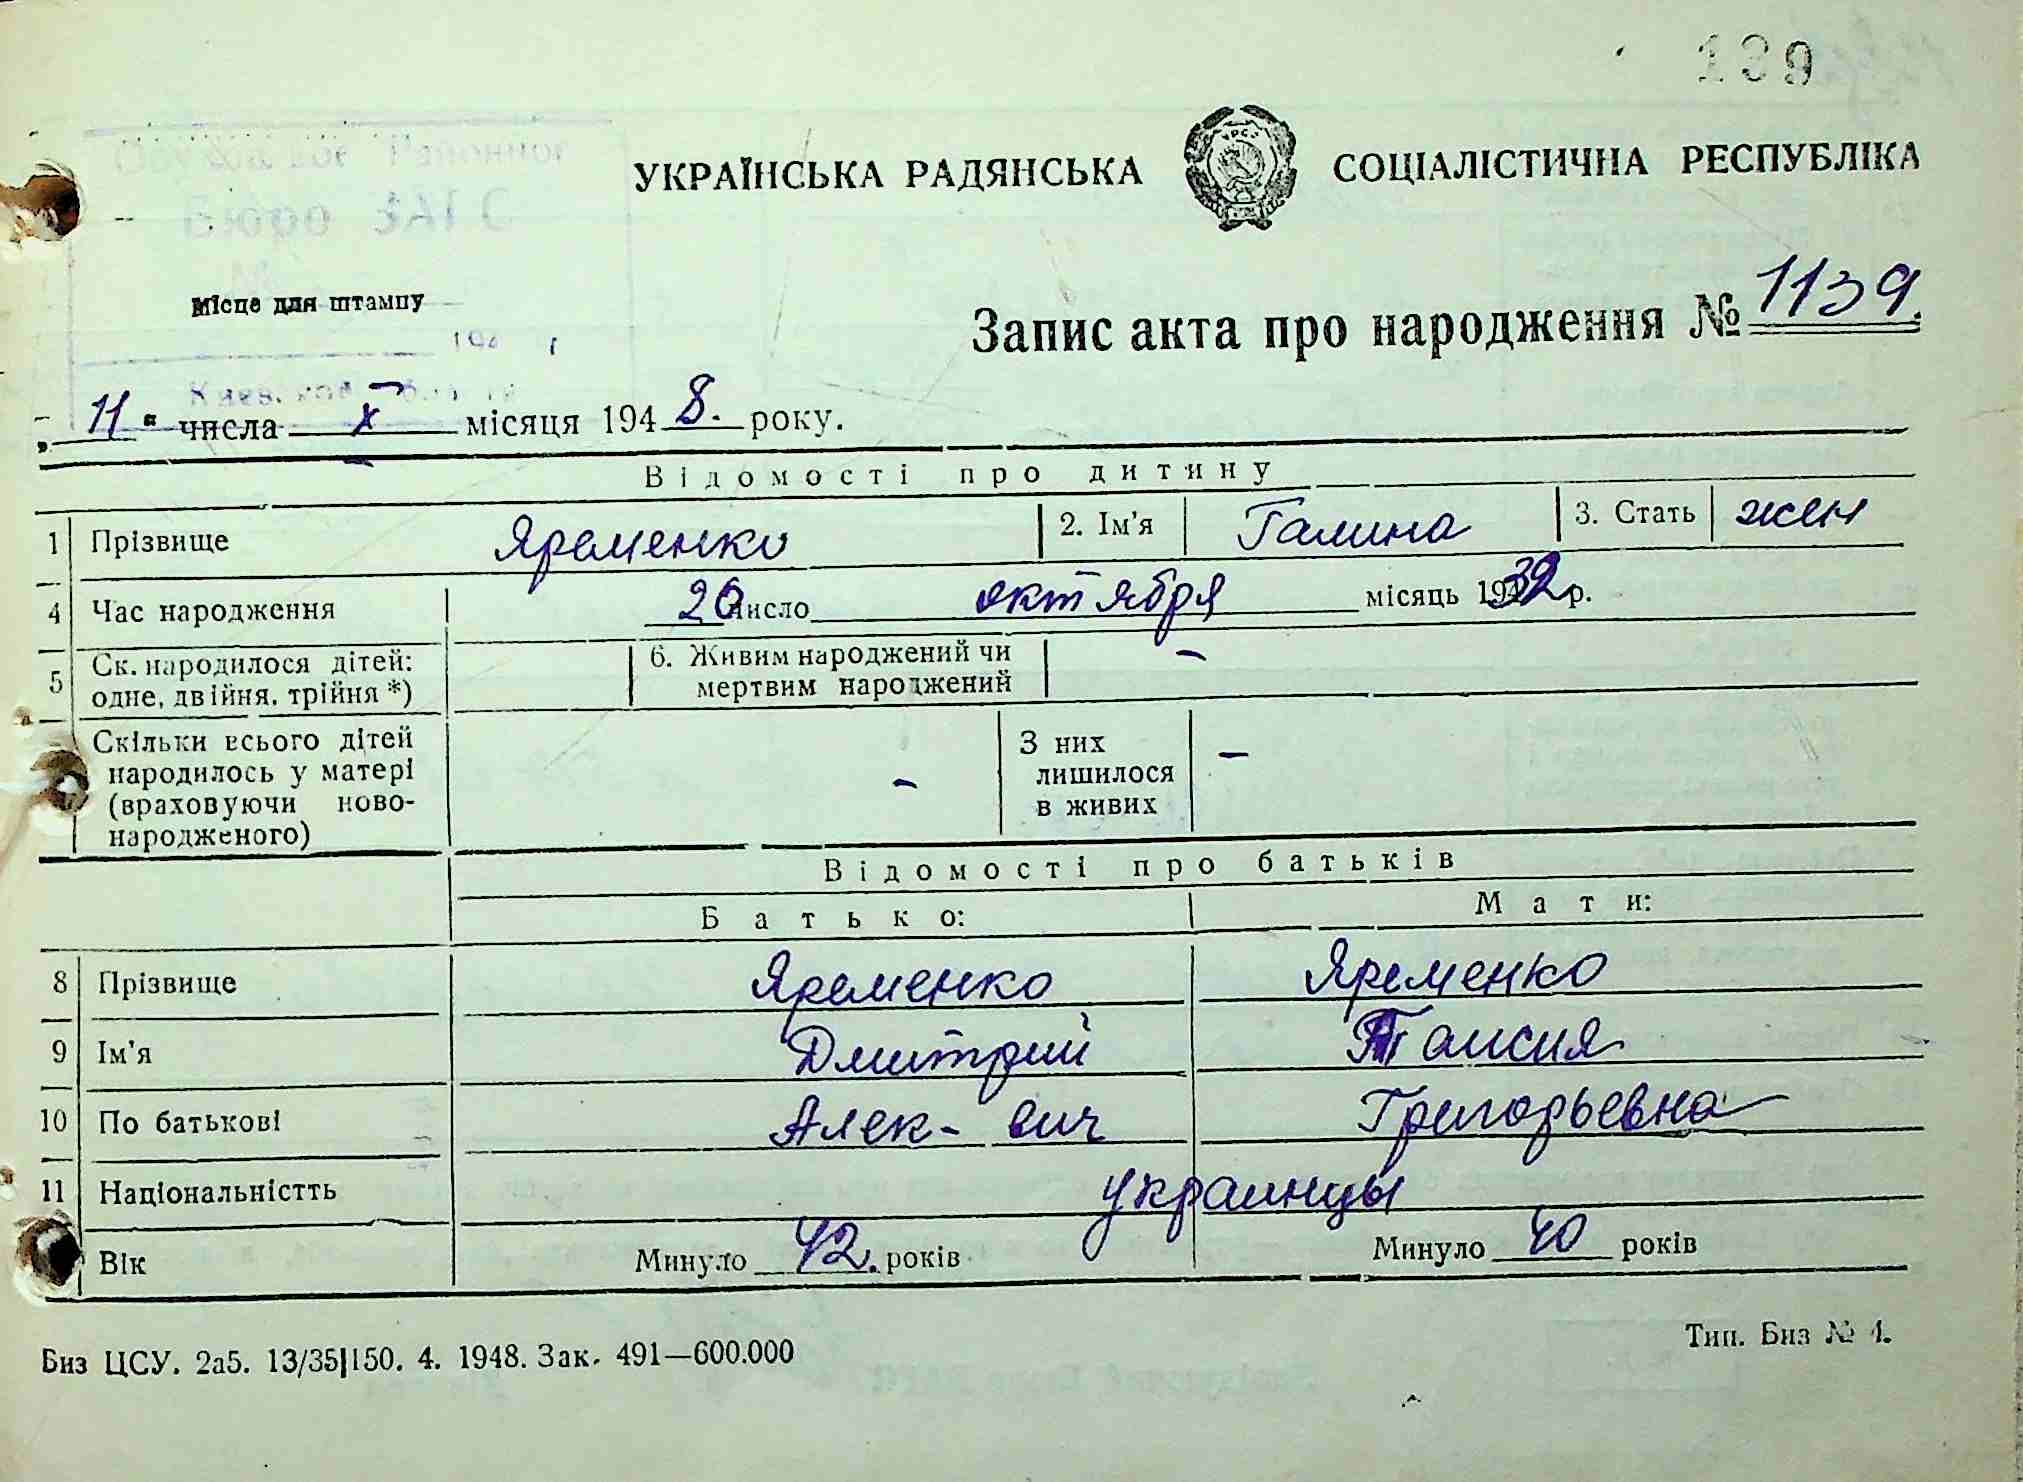 139
УКРАЇНСЬКА РАДЯНСЬКА СОЦІАЛІСТИЧНА РЕСПУБЛІКА
Бюро ЗАГС
Місце для штампу
194
Запис акта про народження № 1139.
„11“ числа X місяця 1948. року.
Відомості про дитину
1 Прізвище Яременко 2. Ім'я Галина 3. Стать жен
4 Час народження 26 число октября місяць 1932 р.
5 Ск. народилося дітей: одне, двійня, трійня *) 6. Живим народжений чи мертвим народжений –
Скільки всього дітей народилось у матері (враховуючи ново-народженого) – З них лишилося в живих –
Відомості про батьків
Батько: Мати:
8 Прізвище Яременко Яременко
9 Ім'я Дмитрий Таисия
10 По батькові Алек- вич Григорьевна
11 Національністть украинцы
Вік Минуло 42. років Минуло 40 років
Биз ЦСУ. 2а5. 13/35|150. 4. 1948. Зак. 491—600.000
Тип. Биз № 4.